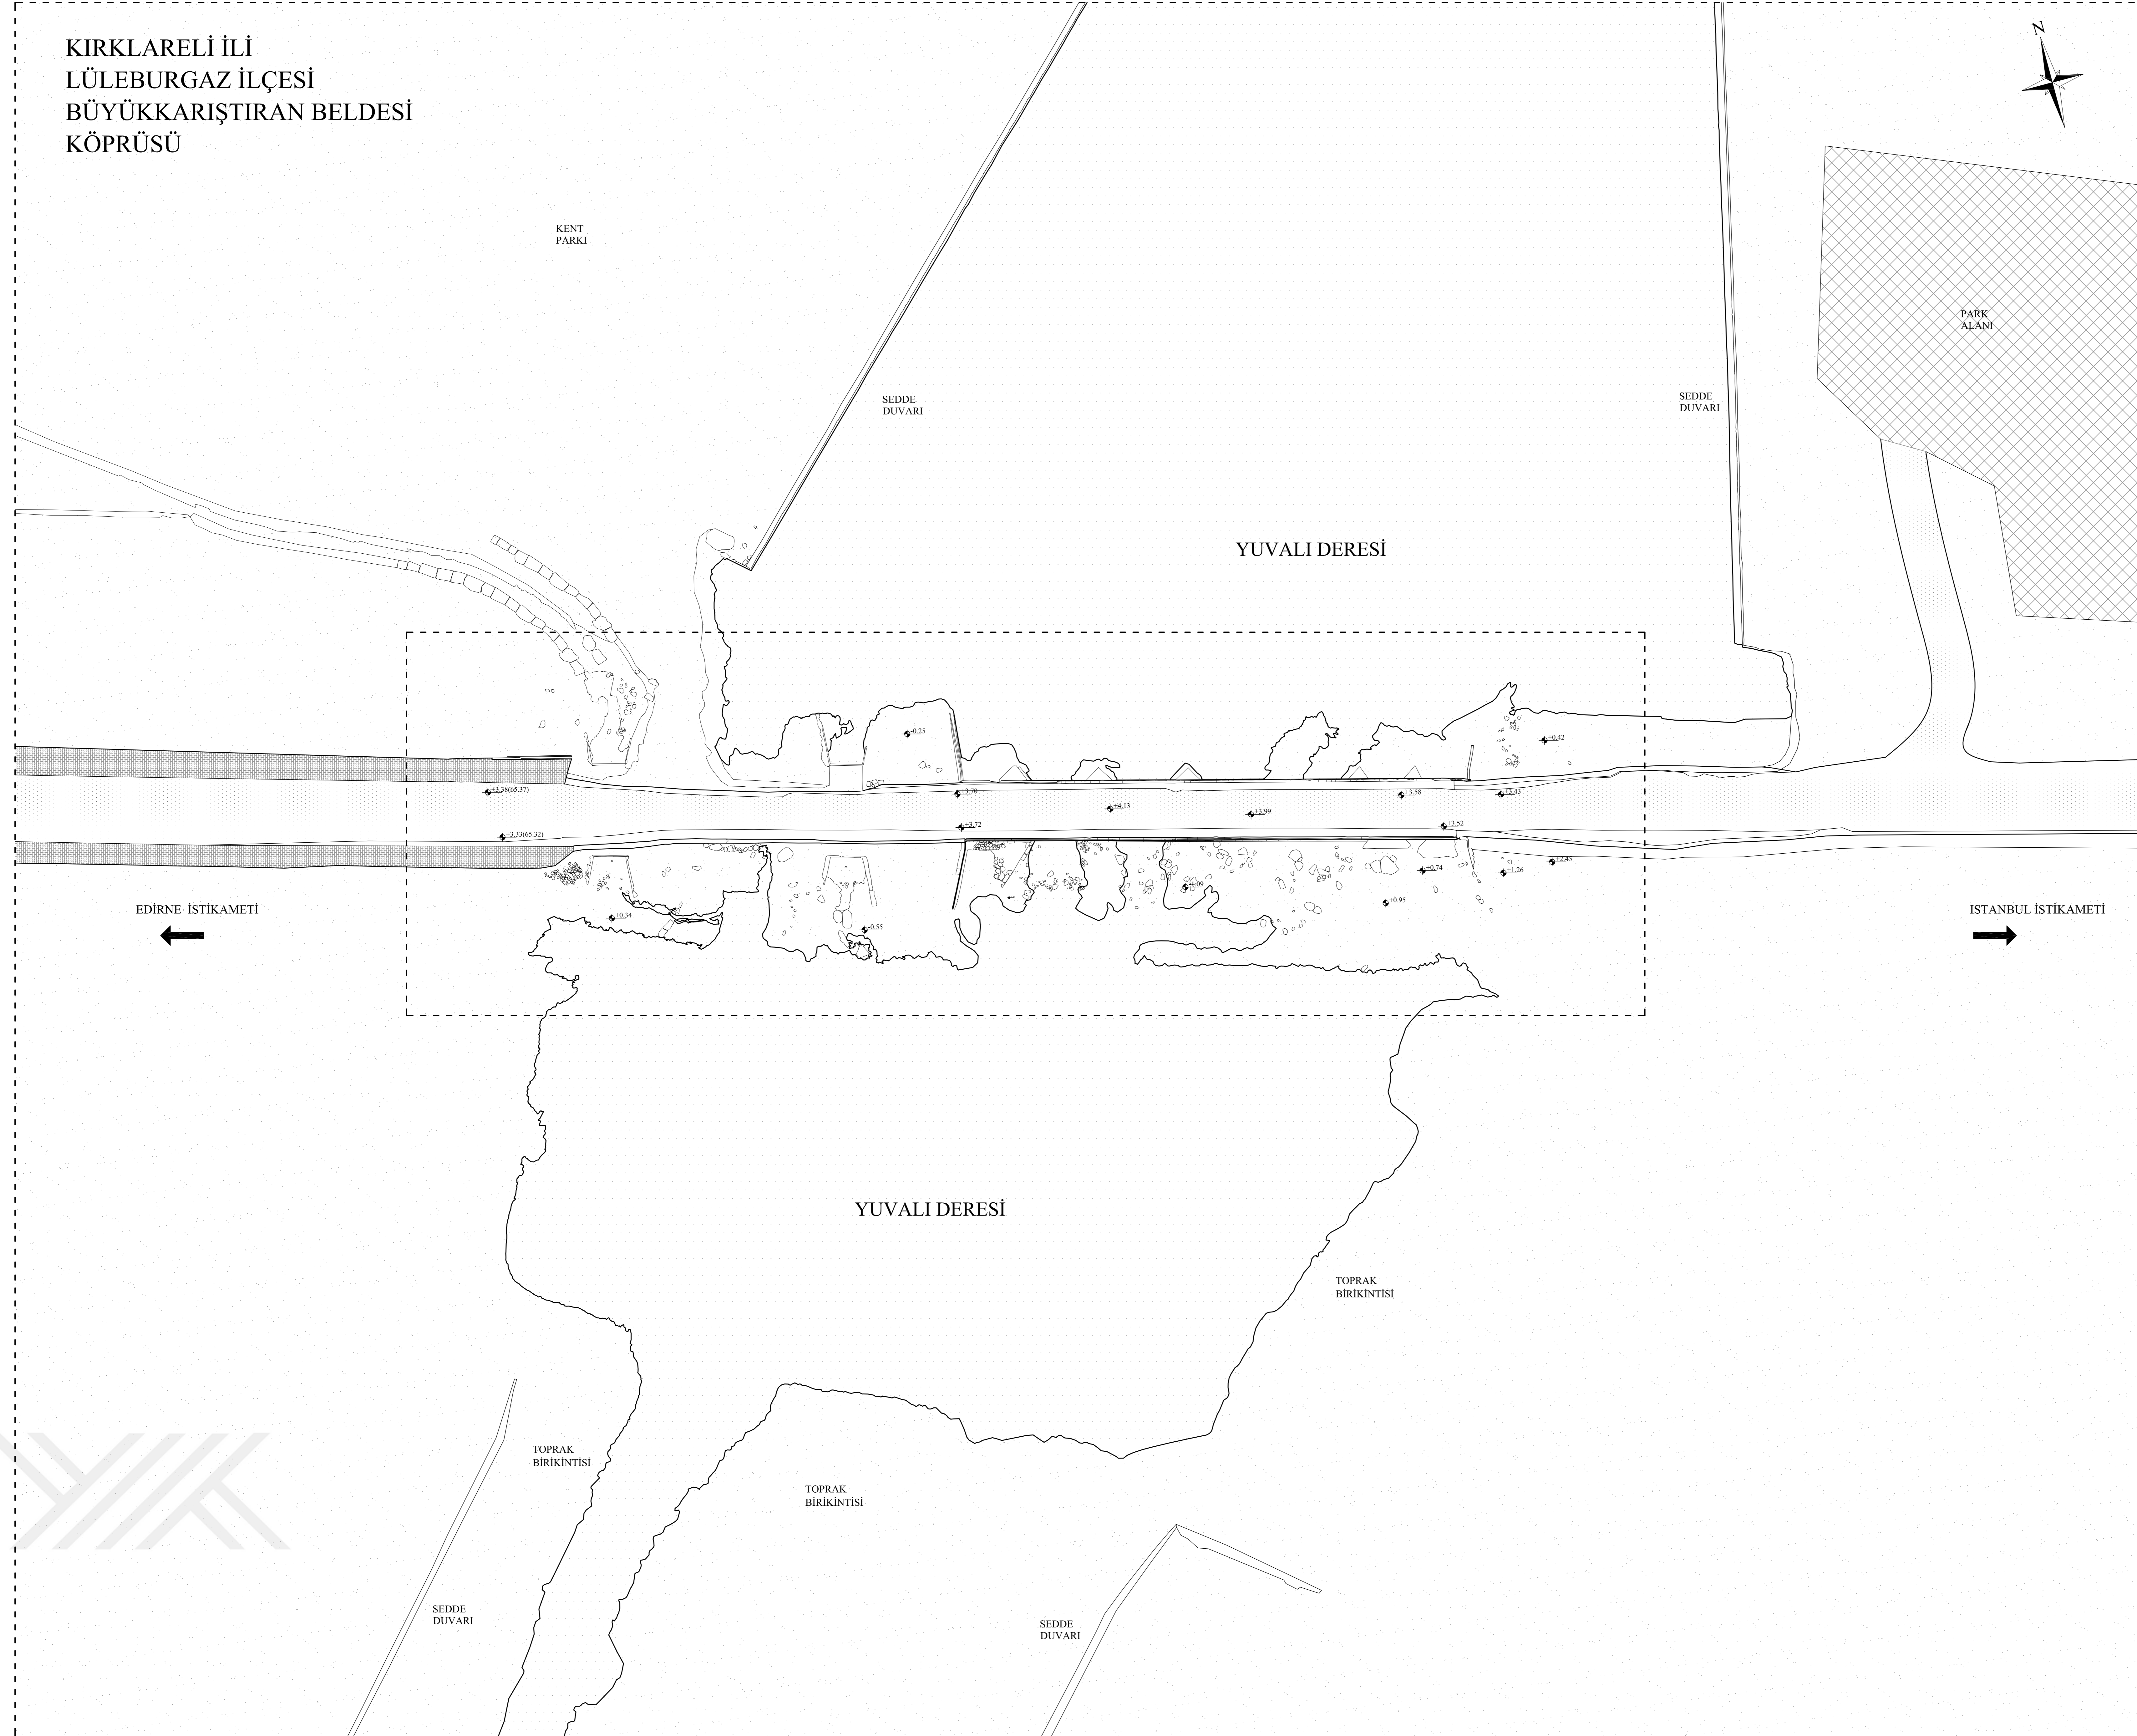 KIRKLARELİ İLİ
LÜLEBURGAZ İLÇESİ
BÜYÜKKARIŞTIRAN BELDESİ
KÖPRÜSÜ
N
KENT
PARKI
PARK
ALANI
SEDDE
DUVARI
SEDDE
DUVARI
YUVALI DERESİ
+0.25
+0.42
+3,38(65.37)
+3,70
+4,13
+3,99
+3,58
+3,43
+3,33(65.32)
+3,72
+3,52
+2,45
+0,74
+1,26
+0,95
+0,34
+0,55
EDİRNE İSTİKAMETİ
ISTANBUL İSTİKAMETİ
YUVALI DERESİ
TOPRAK
BİRİKİNTİSİ
TOPRAK
BİRİKİNTİSİ
TOPRAK
BİRİKİNTİSİ
SEDDE
DUVARI
SEDDE
DUVARI